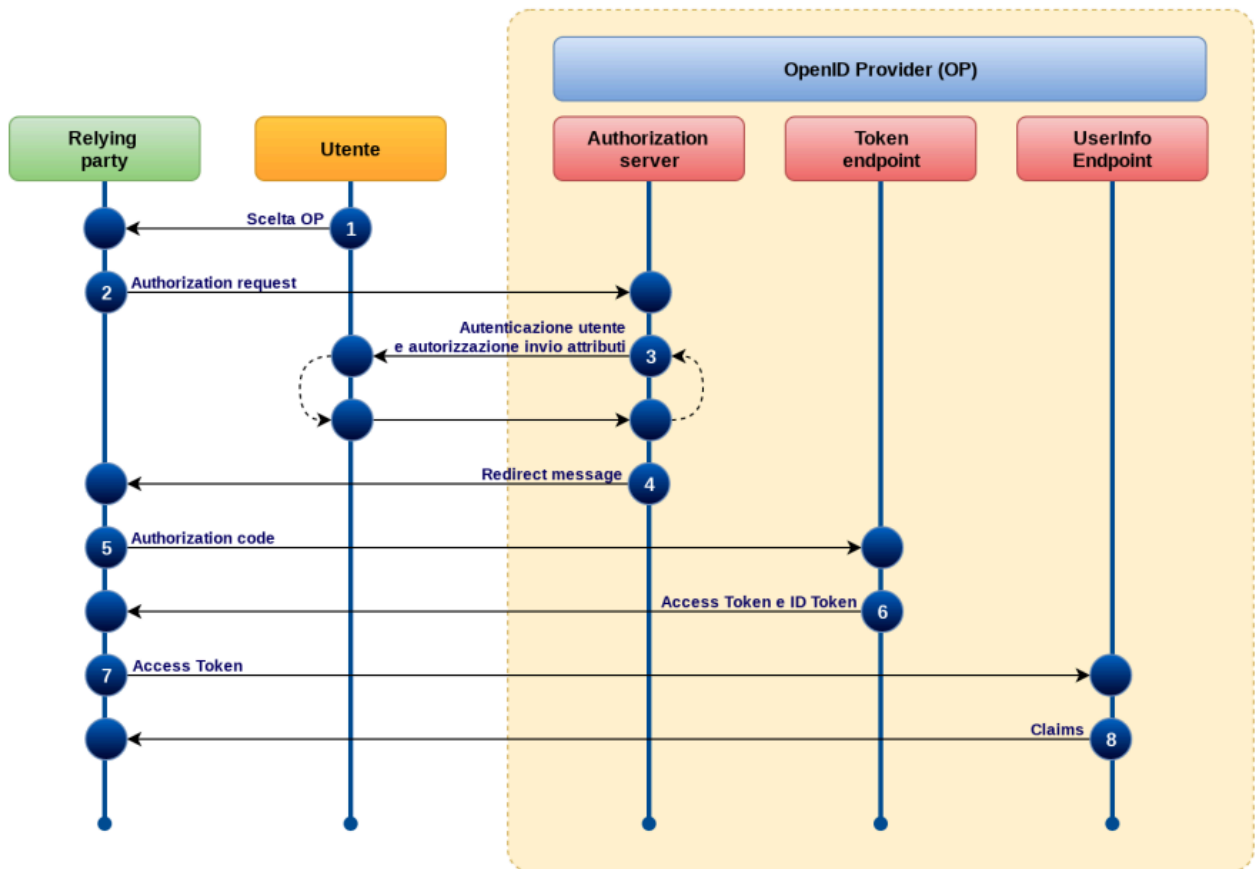 OpenID Provider (OP)
Relying
party
Utente
Authorization
server
Token
endpoint
UserInfo
Endpoint
Scelta OP
1
2
Authorization request
Autenticazione utente
e autorizzazione invio attributi
3
Redirect message
4
5
Authorization code
Access Token e ID Token
6
7
Access Token
Claims
8